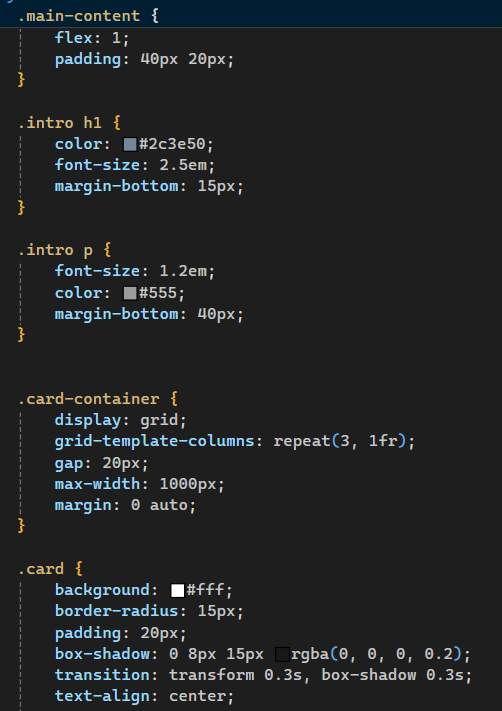 .main-content {
    flex: 1;
    padding: 40px 20px;
}
.intro h1 {
    color: #2c3e50;
    font-size: 2.5em;
    margin-bottom: 15px;
}
.intro p {
    font-size: 1.2em;
    color: #555;
    margin-bottom: 40px;
}
.card-container {
    display: grid;
    grid-template-columns: repeat(3, 1fr);
    gap: 20px;
    max-width: 1000px;
    margin: 0 auto;
}
.card {
    background: #fff;
    border-radius: 15px;
    padding: 20px;
    box-shadow: 0 8px 15px rgba(0, 0, 0, 0.2);
    transition: transform 0.3s, box-shadow 0.3s;
    text-align: center;